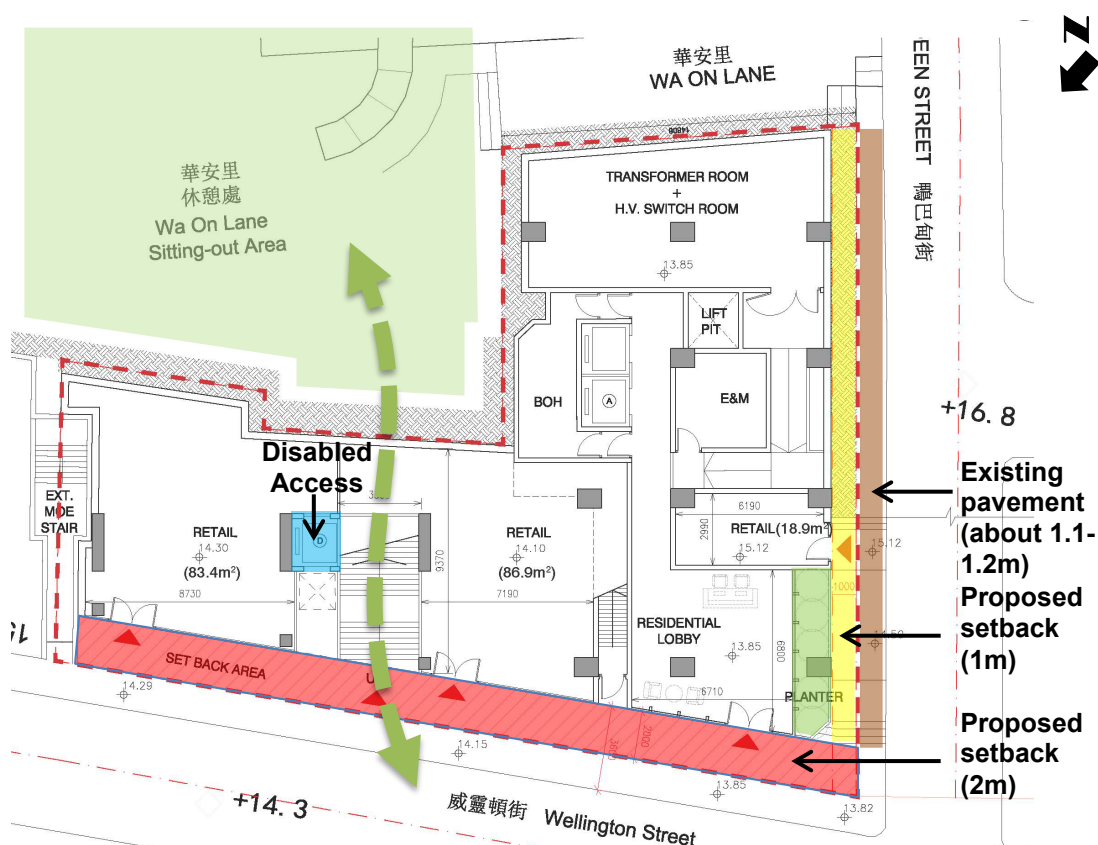 N
華安里
WA ON LANE
EEN STREET 鴨巴甸街
14806
華安里
休憩處
Wa On Lane
Sitting-out Area
TRANSFORMER ROOM
+
H.V. SWITCH ROOM
13.85
LIFT
PIT
BOH
A
E&M
+16.8
Disabled
Access
D
EXT.
MOE
STAIR
RETAIL
14.30
(83.4m²)
8730
9370
RETAIL
14.10
(86.9m²)
7190
6190
2990
RETAIL(18.9m²)
15.12
15.12
1000
Existing
pavement
(about 1.1-
1.2m)
Proposed
setback
(1m)
RESIDENTIAL
LOBBY
13.85
6800
6710
PLANTER
SET BACK AREA
14.29
14.15
2000
13.85
13.82
Proposed
setback
(2m)
+14.3
威靈頓街 Wellington Street